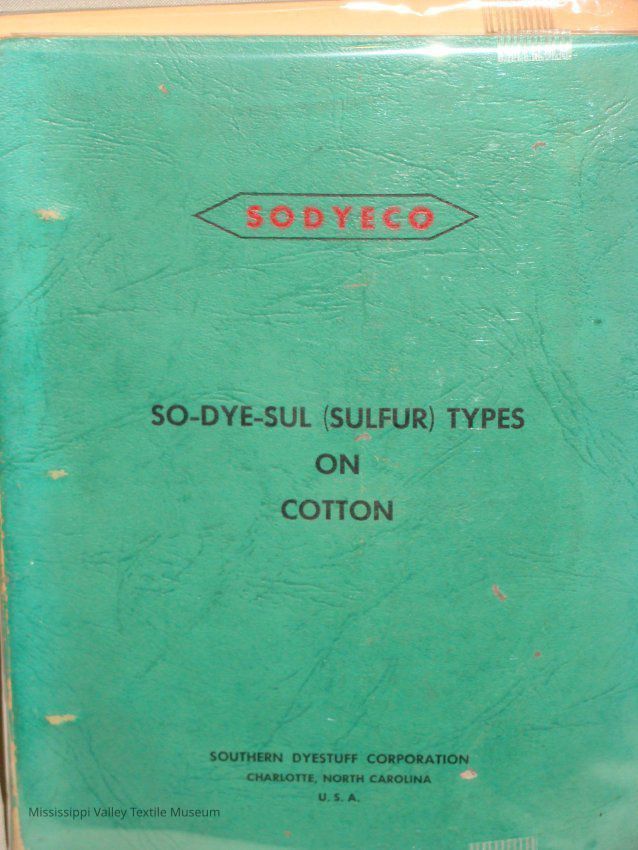 SODYECO
SO-DYE-SUL (SULFUR) TYPES
ON
COTTON
SOUTHERN DYESTUFF CORPORATION
CHARLOTTE, NORTH CAROLINA
U. S. A.
Mississippi Valley Textile Museum